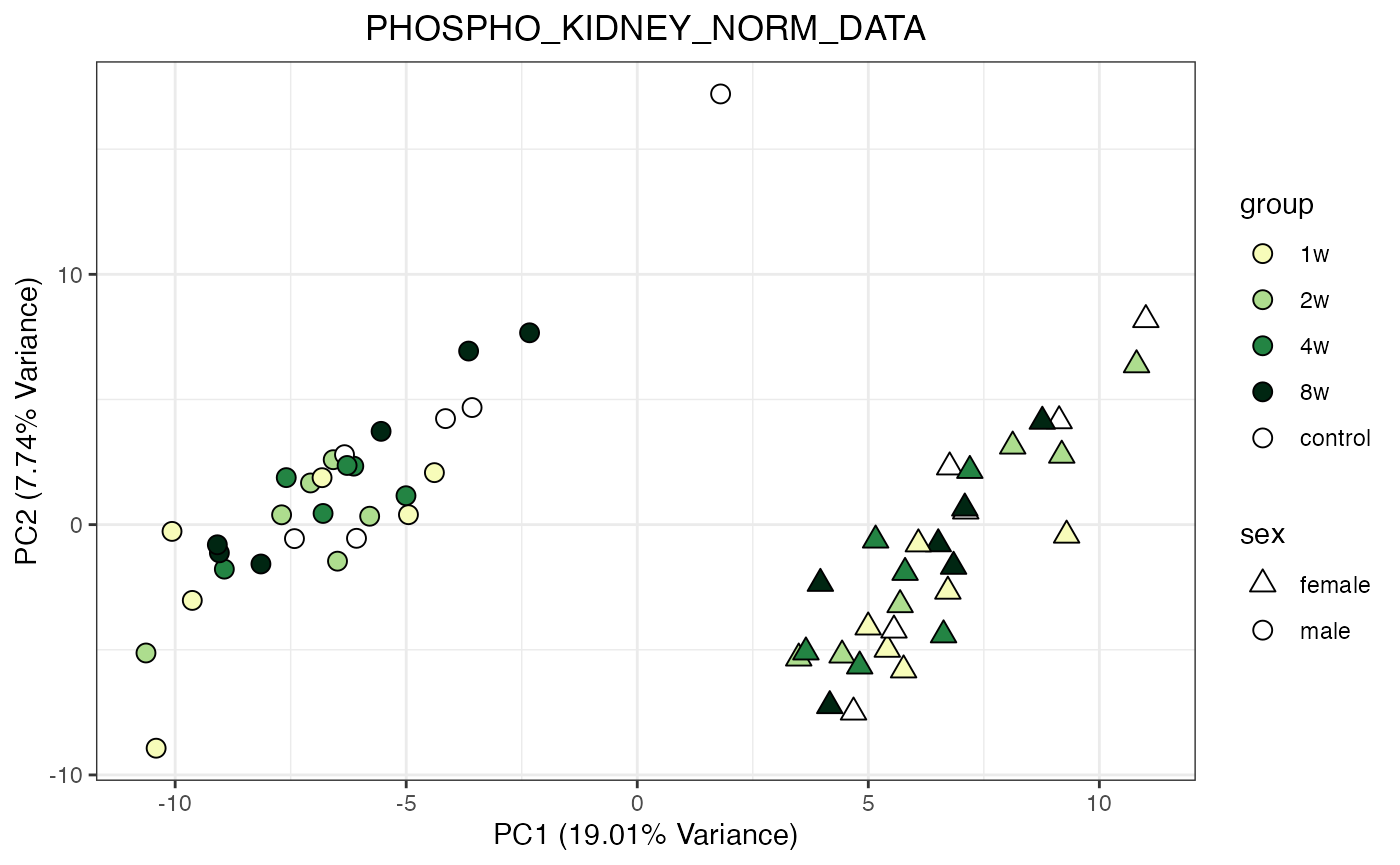 PHOSPHO_KIDNEY_NORM_DATA
PC2 (7.74% Variance)
10
0
-10
-10
-5
0
5
10
PC1 (19.01% Variance)
group
1w
2w
4w
8w
control
sex
female
male